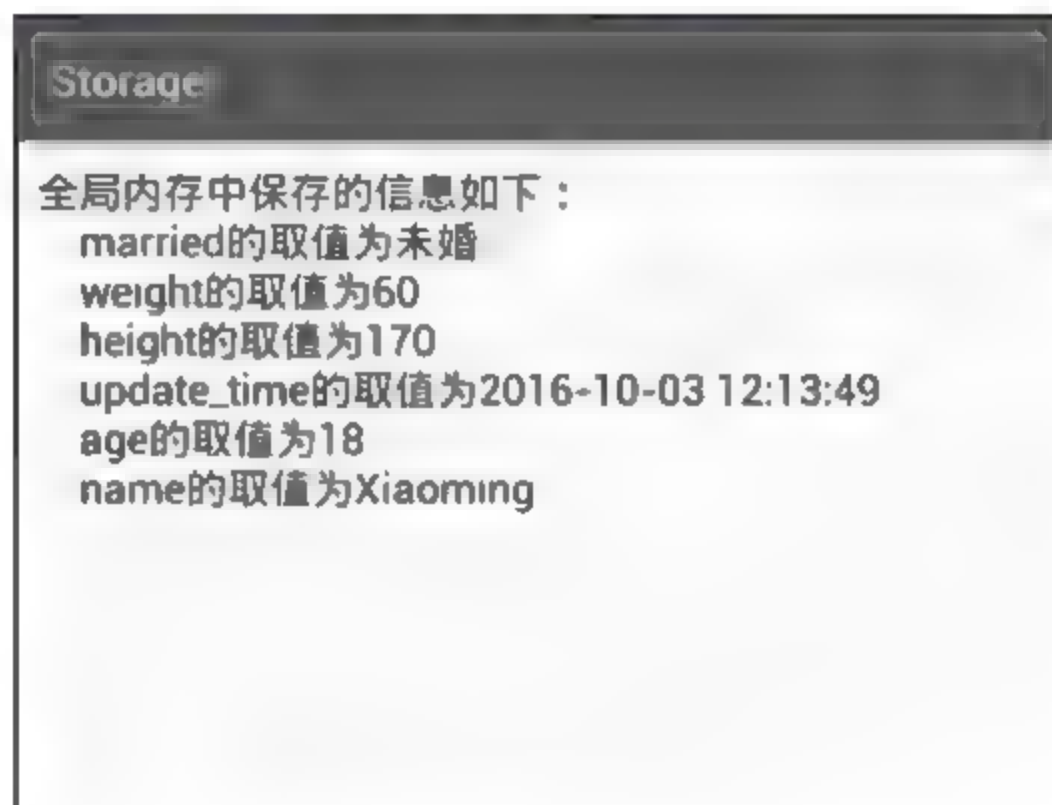 Storage
全局内存中保存的信息如下：
married的取值为未婚
weight的取值为60
height的取值为170
update_time的取值为2016-10-03 12:13:49
age的取值为18
name的取值为Xiaoming